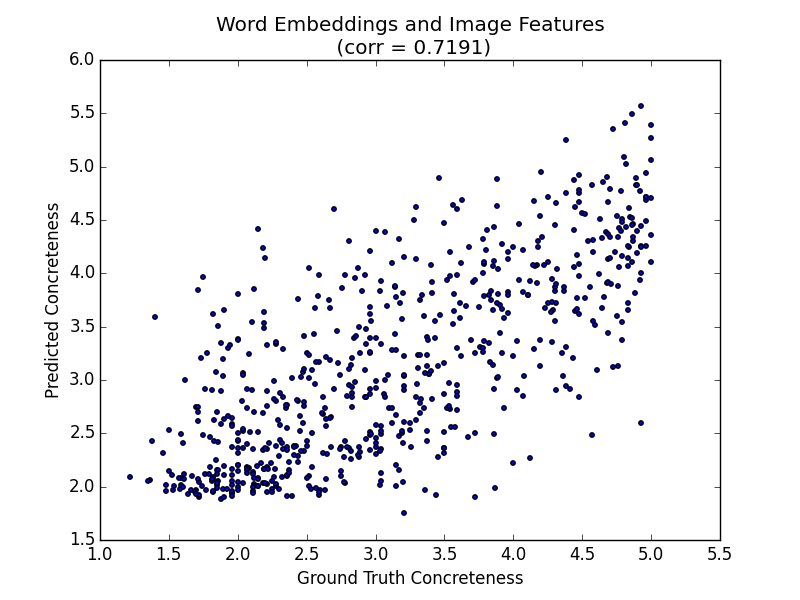 Word Embeddings and Image Features
(corr = 0.7191)
6.0
5.5
5.0
4.5
4.0
3.5
3.0
2.5
2.0
1.5
Predicted Concreteness
1.0 1.5 2.0 2.5 3.0 3.5 4.0 4.5 5.0 5.5
Ground Truth Concreteness